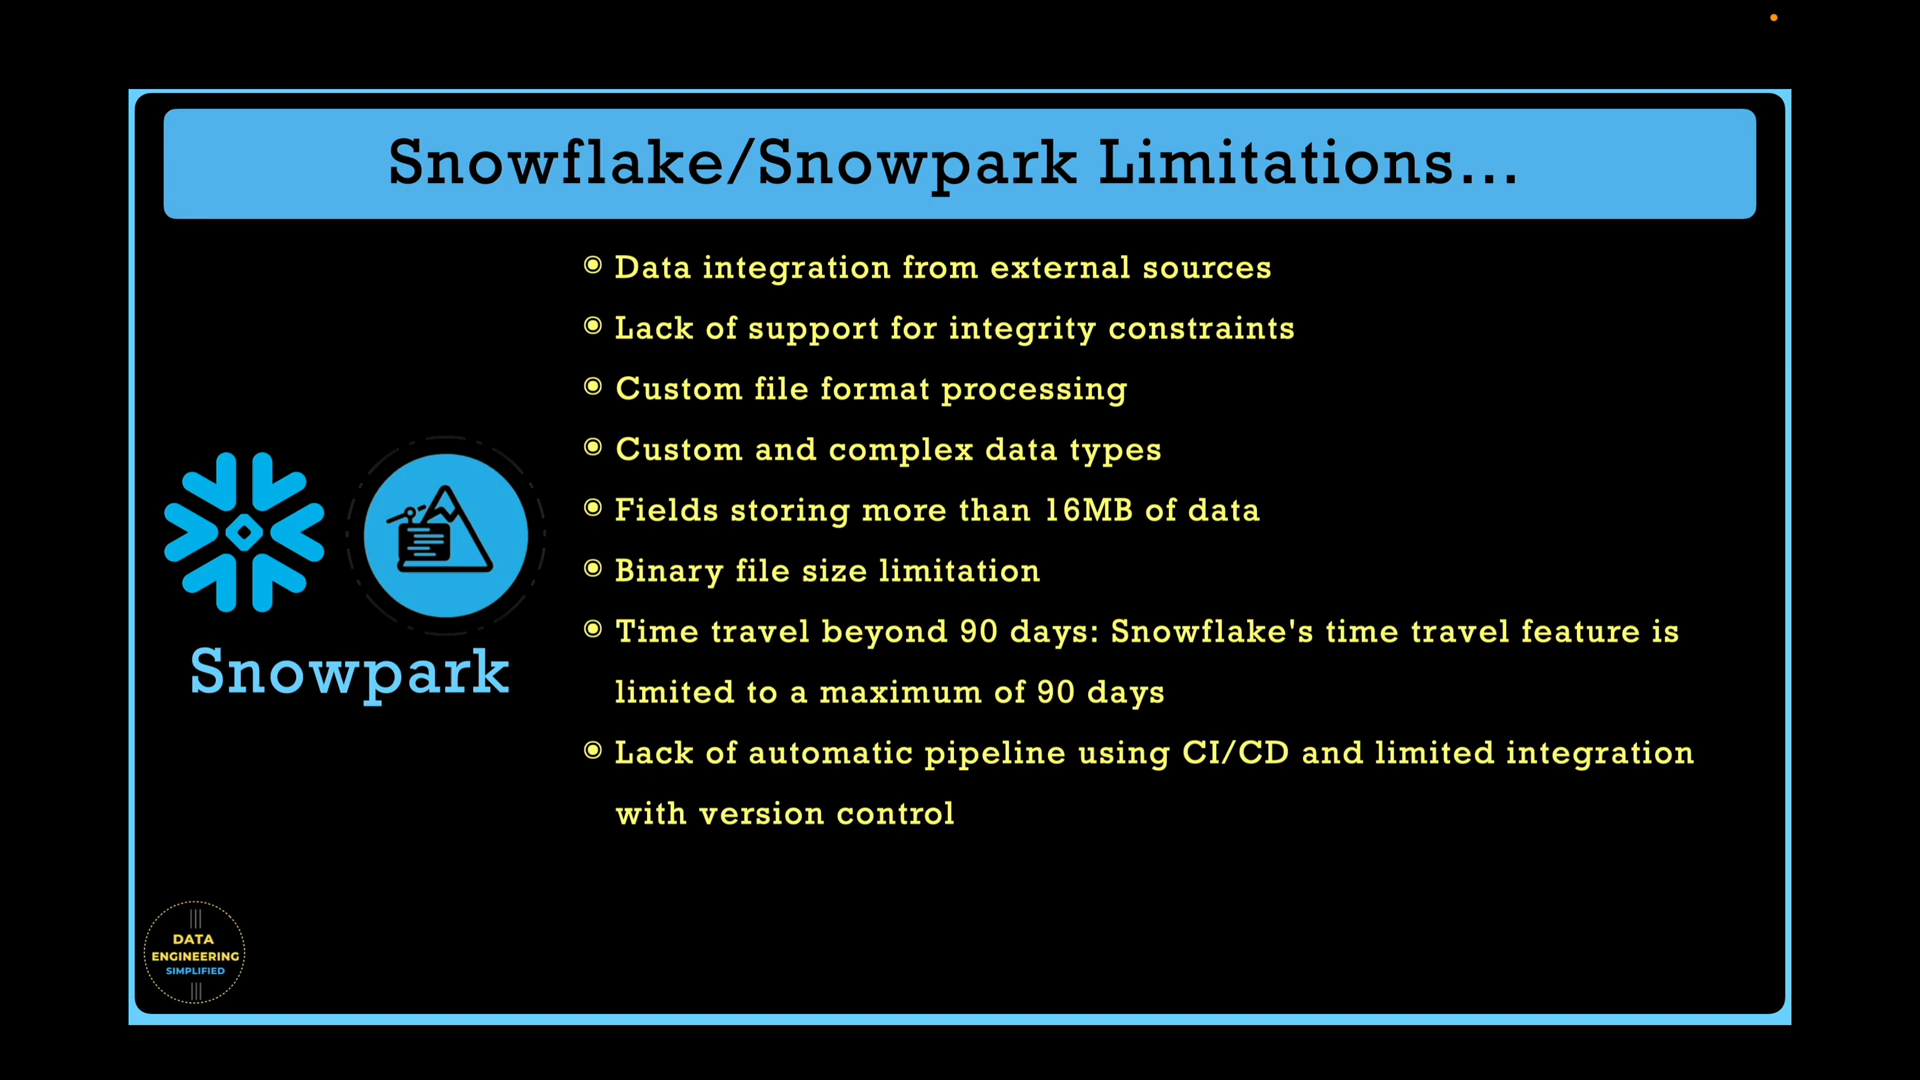 Snowflake/Snowpark Limitations...
Data integration from external sources
Lack of support for integrity constraints
Custom file format processing
Custom and complex data types
Fields storing more than 16MB of data
Binary file size limitation
Time travel beyond 90 days: Snowflake's time travel feature is
limited to a maximum of 90 days
Lack of automatic pipeline using CI/CD and limited integration
with version control
Snowpark
DATA
ENGINEERING
SIMPLIFIED